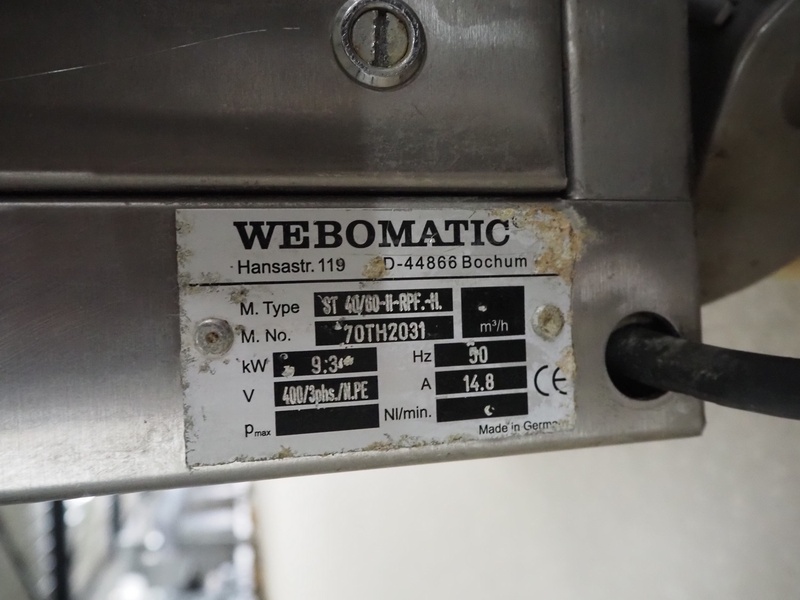 WEBOMATIC
Hansastr. 119 D-44866 Bochum
M. Type ST 40/60-II-RPF.-H.
M. No. 70TH2031 m³/h
kW 9.3 Hz 50
V 400/3phs./N.PE A 14.8 CE
pmax Nl/min.
Made in Germa